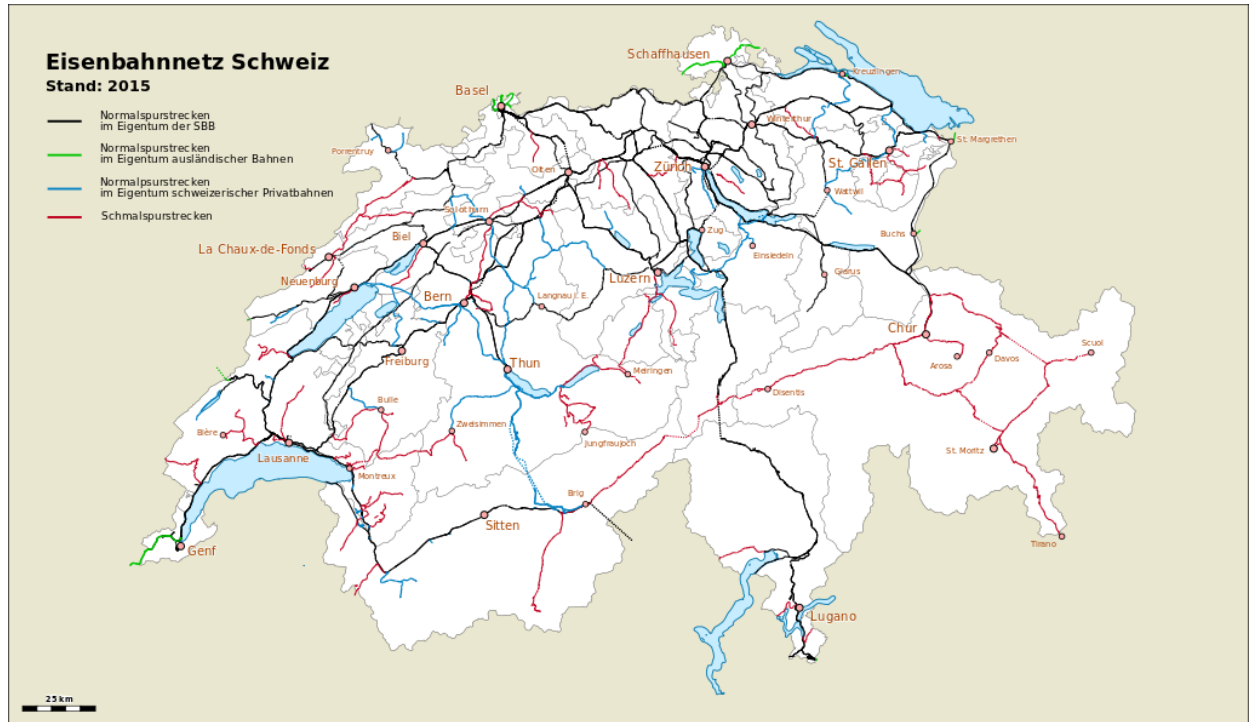 Eisenbahnnetz Schweiz
Stand: 2015
Normalspurstrecken
im Eigentum der SBB
Normalspurstrecken
im Eigentum ausländischer Bahnen
Normalpsurstrecken
im Eigentum schweizerischer Privatbahnen
Schmalspurstrecken
Schaffhausen
Kreuzlingen
Basel
Winterthur
St. Margrethen
Porrentruy
Olten
Zürich
St. Gallen
Wattwil
Solothurn
Biel
Zug
Buchs
La Chaux-de-Fonds
Einsiedeln
Neuenburg
Luzern
Glarus
Bern
Langnau i. E.
Chur
Freiburg
Thun
Meiringen
Arosa
Davos
Scuol
Disentis
Bulle
Bière
Zweisimmen
Jungfraujoch
Lausanne
Montreux
St. Moritz
Brig
Sitten
Genf
Tirano
Lugano
25 km